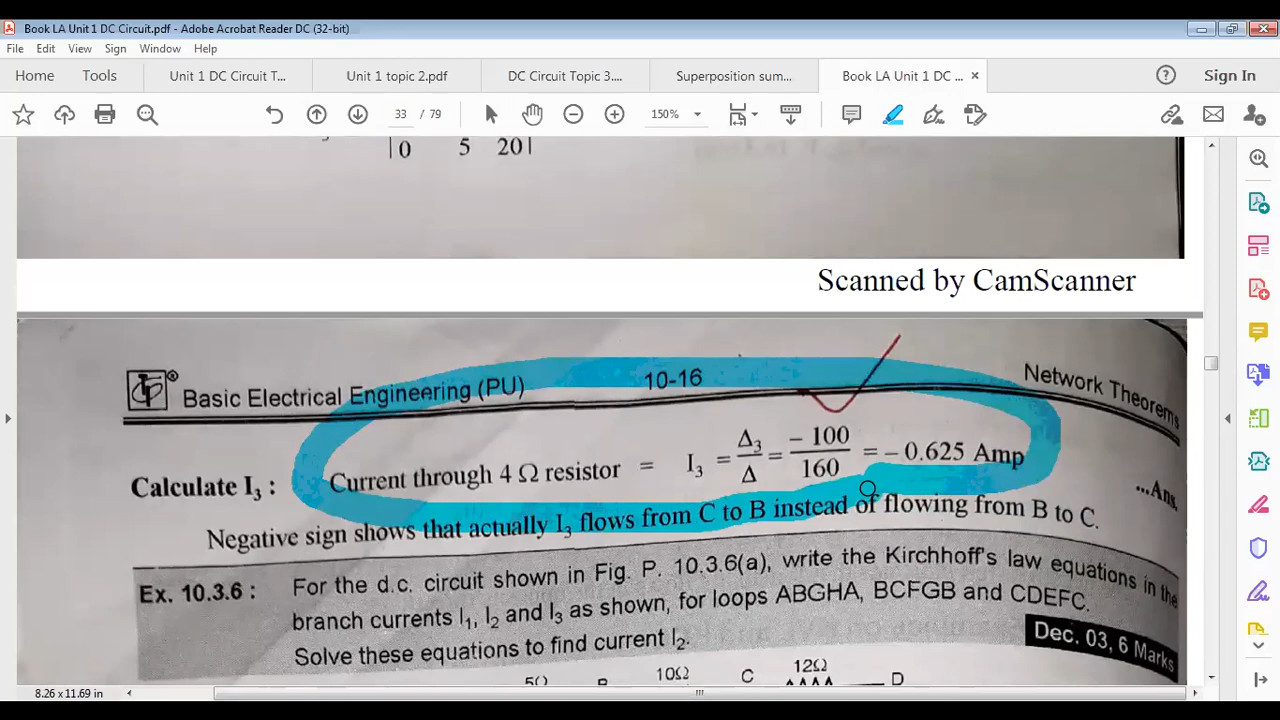 Book LA Unit 1 DC Circuit.pdf - Adobe Acrobat Reader DC (32-bit)
File Edit View Sign Window Help
Home Tools Unit 1 DC Circuit T... Unit 1 topic 2.pdf DC Circuit Topic 3.... Superposition sum... Book LA Unit 1 DC ... × Sign In
33 / 79 150%
0 5 20
Scanned by CamScanner
Basic Electrical Engineering (PU) 10-16 Network Theorems
Calculate I₃ : Current through 4 Ω resistor = I₃ = Δ₃/Δ = – 100/160 = – 0.625 Amp
...Ans.
Negative sign shows that actually I₃ flows from C to B instead of flowing from B to C.
Ex. 10.3.6 : For the d.c. circuit shown in Fig. P. 10.3.6(a), write the Kirchhoff's law equations in the
branch currents I₁, I₂ and I₃ as shown, for loops ABGHA, BCFGB and CDEFC.
Solve these equations to find current I₂.
Dec. 03, 6 Marks
5Ω B 10Ω C 12Ω D
8.26 x 11.69 in